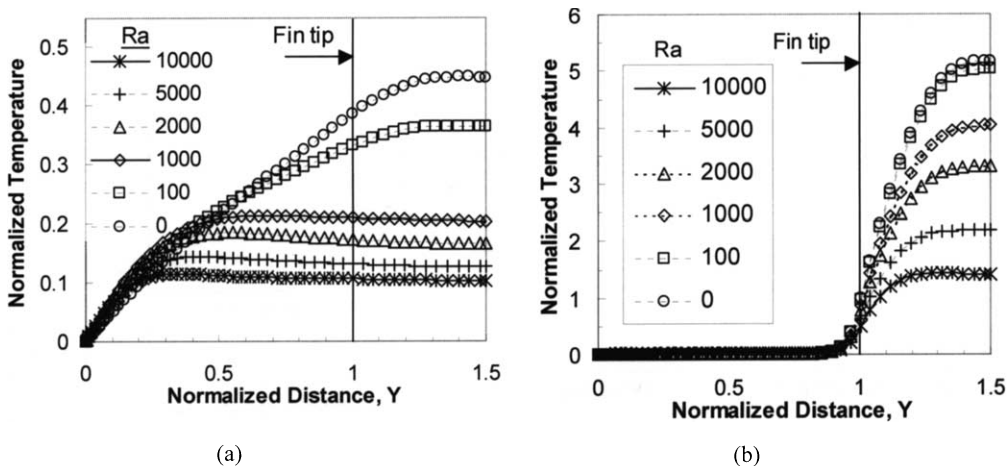 Normalized Temperature
0.5
0.4
0.3
0.2
0.1
0
0 0.5 1 1.5
Normalized Distance, Y
Ra
10000
5000
2000
1000
100
0
Fin tip
(a)
Normalized Temperature
6
5
4
3
2
1
0
0 0.5 1 1.5
Normalized Distance, Y
Ra
10000
5000
2000
1000
100
0
Fin tip
(b)